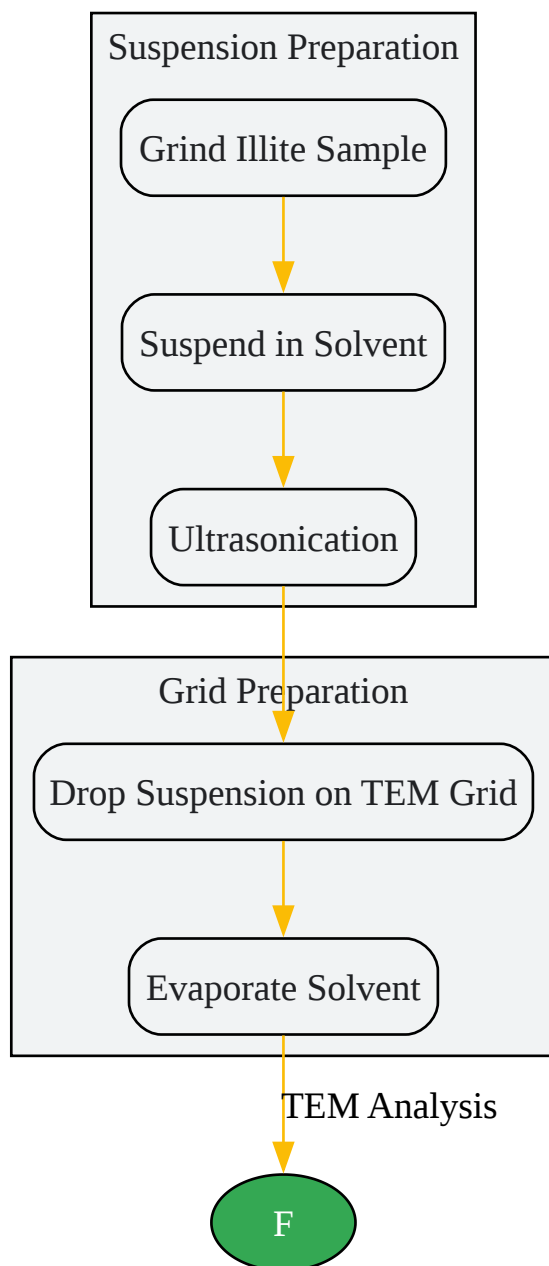 Suspension Preparation
Grind Illite Sample
Suspend in Solvent
Ultrasonication
Grid Preparation
Drop Suspension on TEM Grid
Evaporate Solvent
TEM Analysis
F